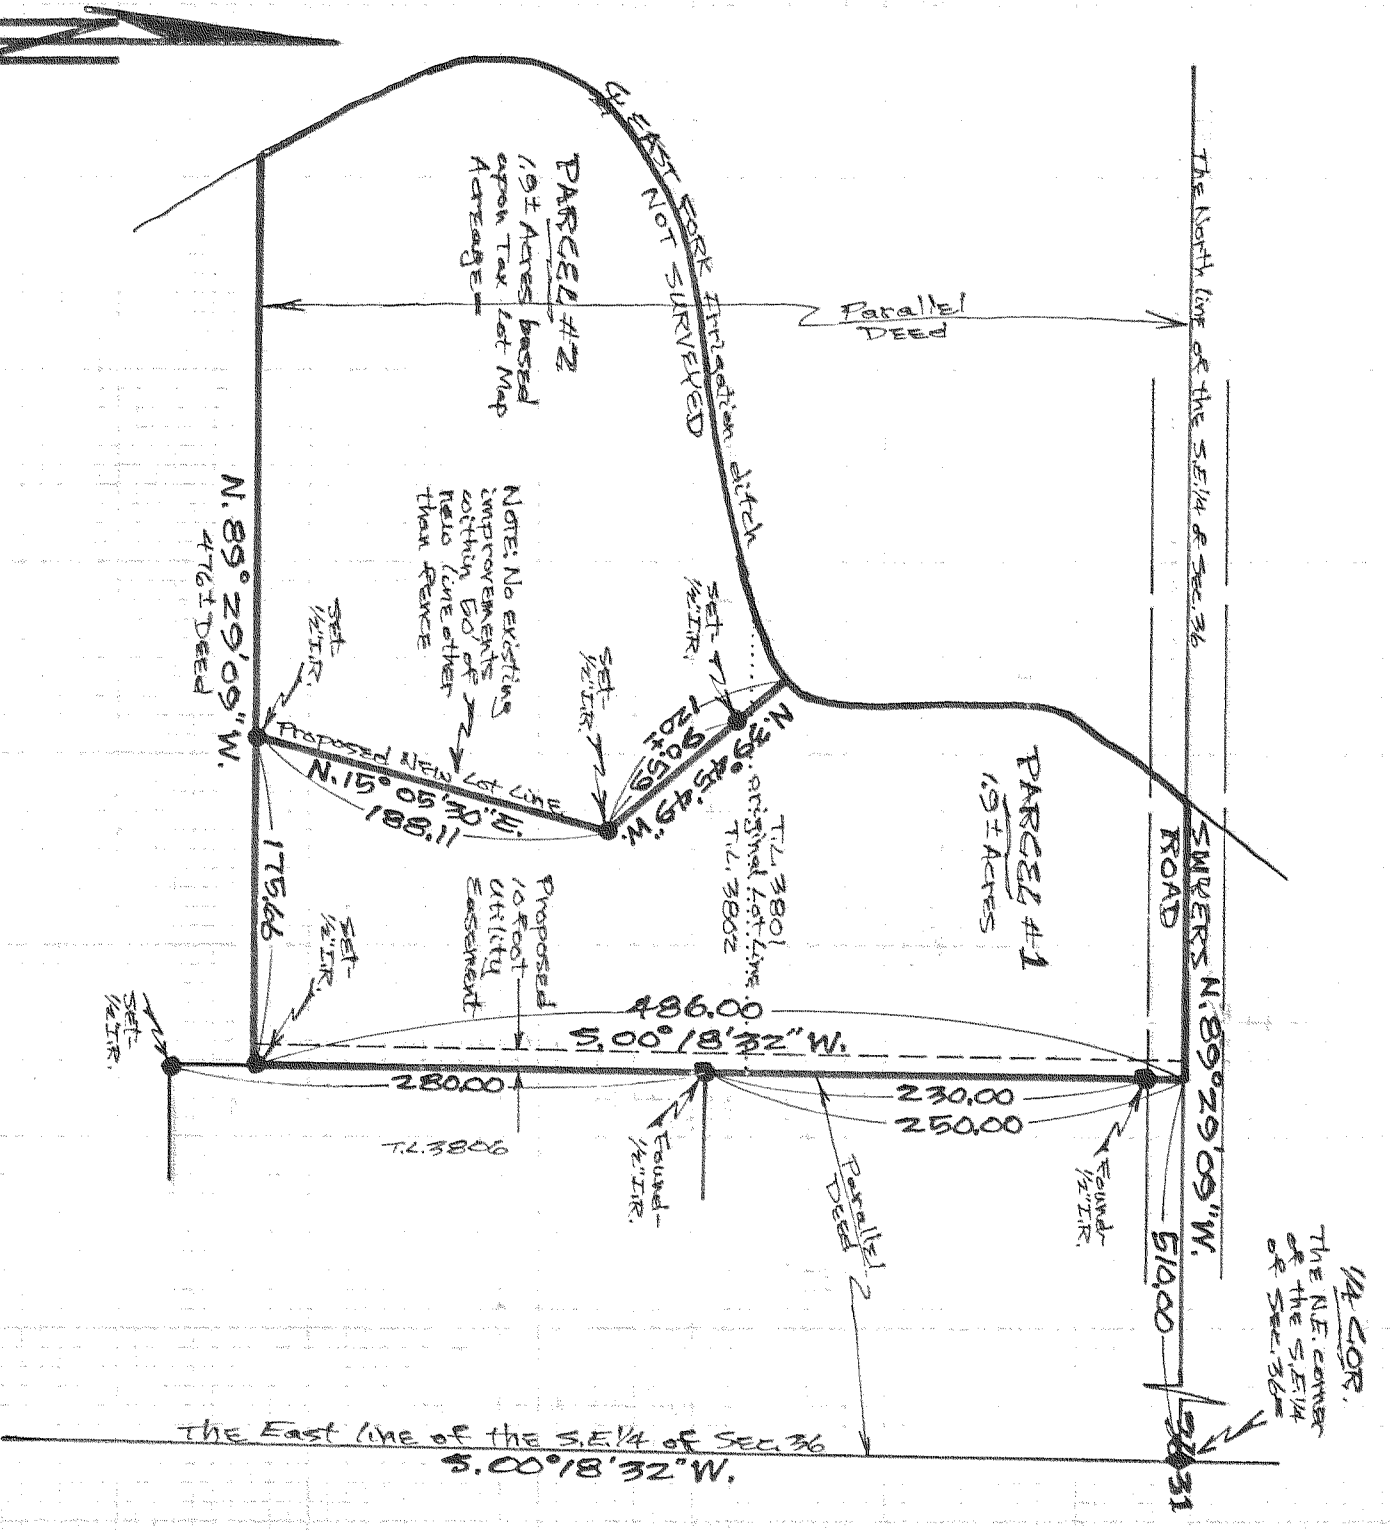 ℄ EAST FORK Irrigation ditch
NOT SURVEYED
The North line of the S.E.1/4 of Sec. 36
Parallel
DEED
PARCEL #2
1.9± Acres based
upon Tax Lot Map
Acreage
NOTE: No existing
improvements
within 50' of
new line other
than fence
N. 89° 29' 09" W.
476± DEED
SET-
1/2" I.R.
SET-
1/2" I.R.
SET-
1/2" I.R.
Proposed NEW Lot Line
N. 15° 05' 30" E.
188.11
N. 39° 45' 49" W.
90.59
120±
T.L. 3801
original Lot Line
T.L. 3802
PARCEL #1
1.9± Acres
SWYERS
ROAD
N. 89° 29' 09" W.
175.66
SET-
1/2" I.R.
SET-
1/2" I.R.
Proposed
10 foot
Utility
Easement
486.00
S. 00° 18' 32" W.
280.00
230.00
250.00
T.L. 3806
Found-
1/2" I.R.
Found-
1/2" I.R.
Parallel
DEED
510.00
1/4 COR.
The N.E. corner
of the S.E.1/4
of Sec. 36
36
31
The East line of the S.E.1/4 of Sec. 36
S. 00° 18' 32" W.